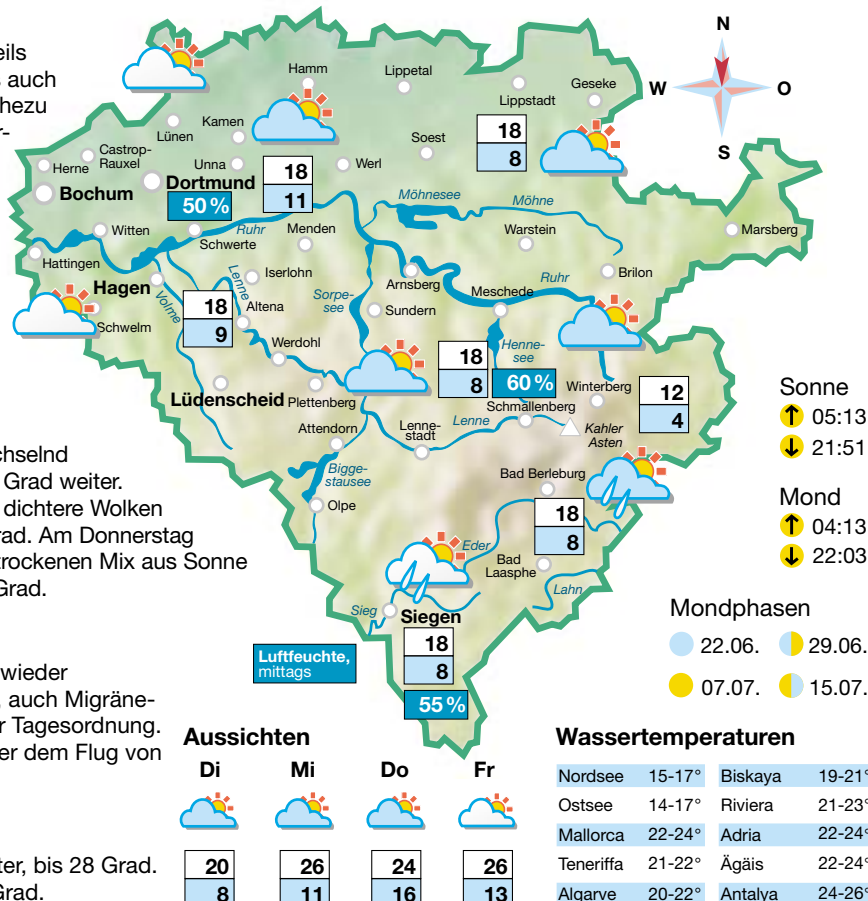 eils
auch
hezu
r-
N
W
O
S
Hamm
Lippetal
Lippstadt
Geseke
Kamen
Lünen
Castrop-
Rauxel
Herne
Unna
Soest
Werl
18
8
Bochum
Dortmund
50 %
18
11
Möhnesee
Möhne
Witten
Ruhr
Schwerte
Menden
Warstein
Marsberg
Hattingen
Hagen
Lenne
Iserlohn
Arnsberg
Ruhr
Brilon
Volme
Altena
Sorpe-
see
Sundern
Meschede
18
9
Schwelm
Werdohl
Henne-
see
18
8
60 %
Winterberg
12
4
Lüdenscheid
Plettenberg
Schmallenberg
Attendorn
Lenne-
stadt
Lenne
Kahler
Asten
Bigge-
stausee
Olpe
Bad Berleburg
18
8
Eder
Bad
Laasphe
Lahn
Sieg
Siegen
18
8
55 %
Luftfeuchte,
mittags
Sonne
05:13
21:51
Mond
04:13
22:03
Mondphasen
22.06.
29.06.
07.07.
15.07.
chselnd
Grad weiter.
dichtere Wolken
rad. Am Donnerstag
trockenen Mix aus Sonne
Grad.
wieder
, auch Migräne-
r Tagesordnung.
er dem Flug von
ter, bis 28 Grad.
Grad.
Aussichten
Di Mi Do Fr
20 26 24 26
8 11 16 13
Wassertemperaturen
Nordsee 15-17° Biskaya 19-21°
Ostsee 14-17° Riviera 21-23°
Mallorca 22-24° Adria 22-24°
Teneriffa 21-22° Ägäis 22-24°
Algarve 20-22° Antalya 24-26°